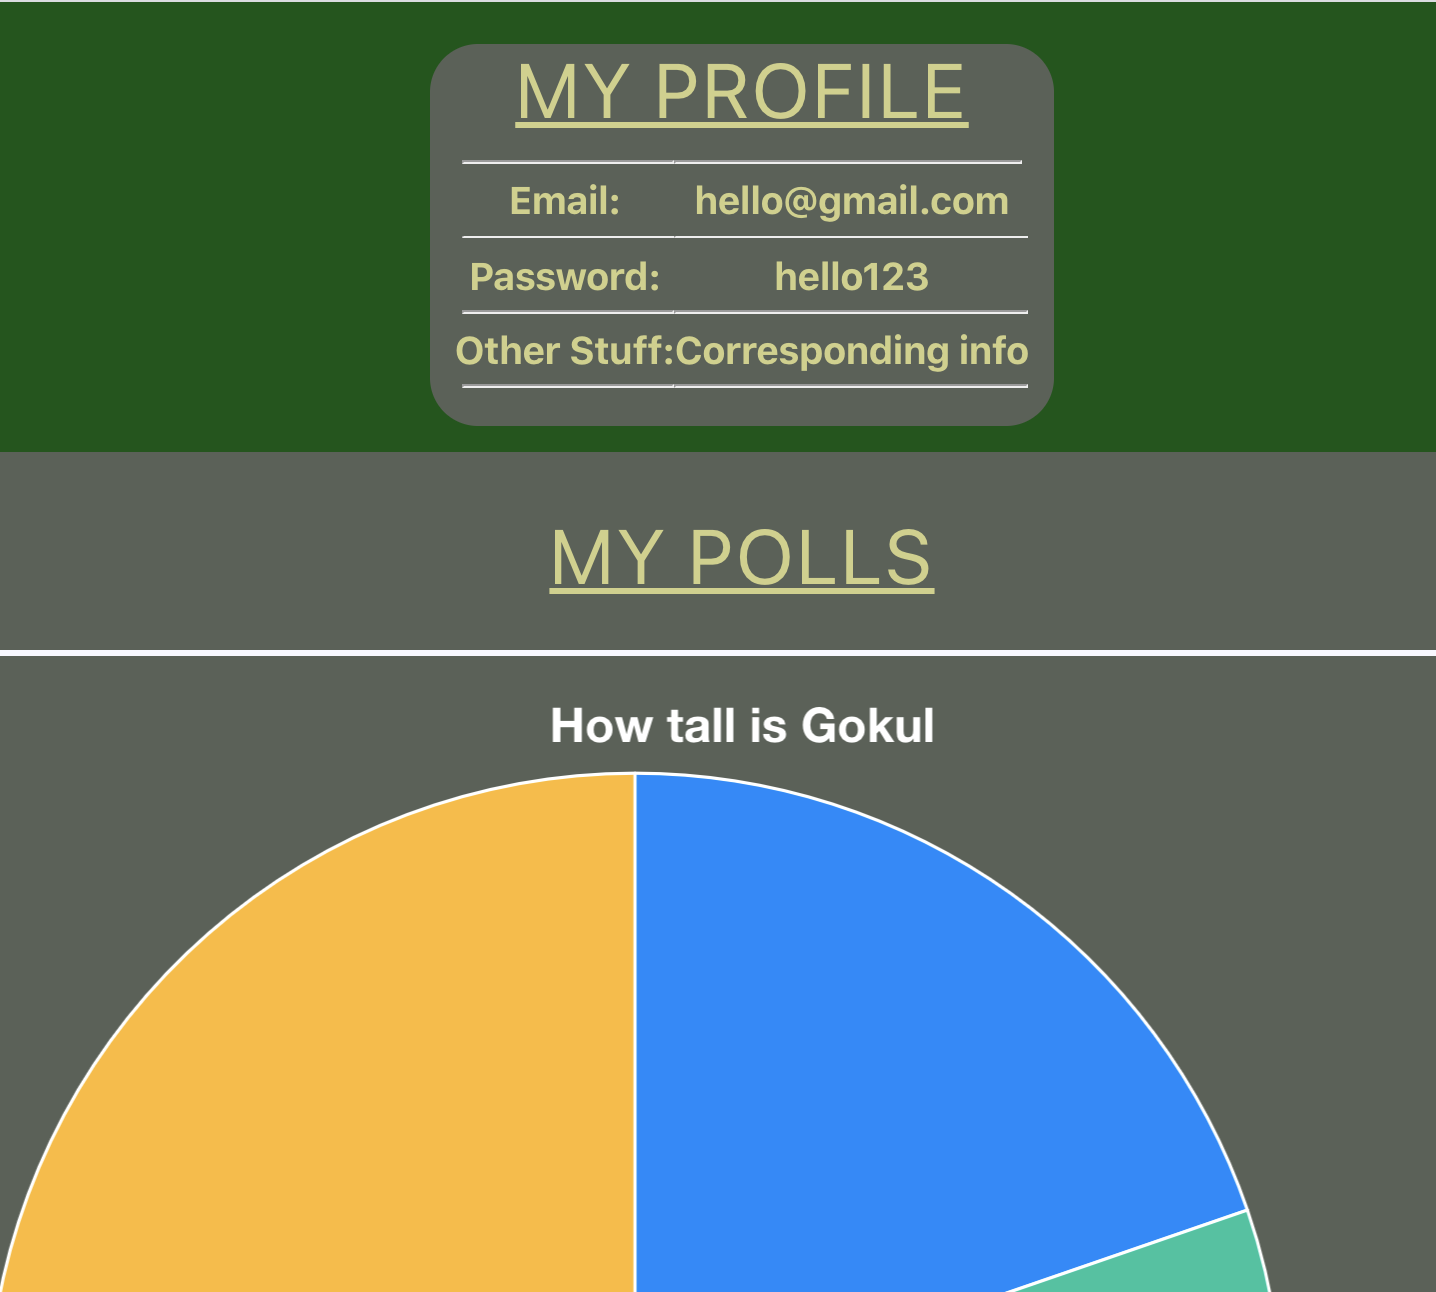 MY PROFILE
Email: hello@gmail.com
Password: hello123
Other Stuff: Corresponding info
MY POLLS
How tall is Gokul